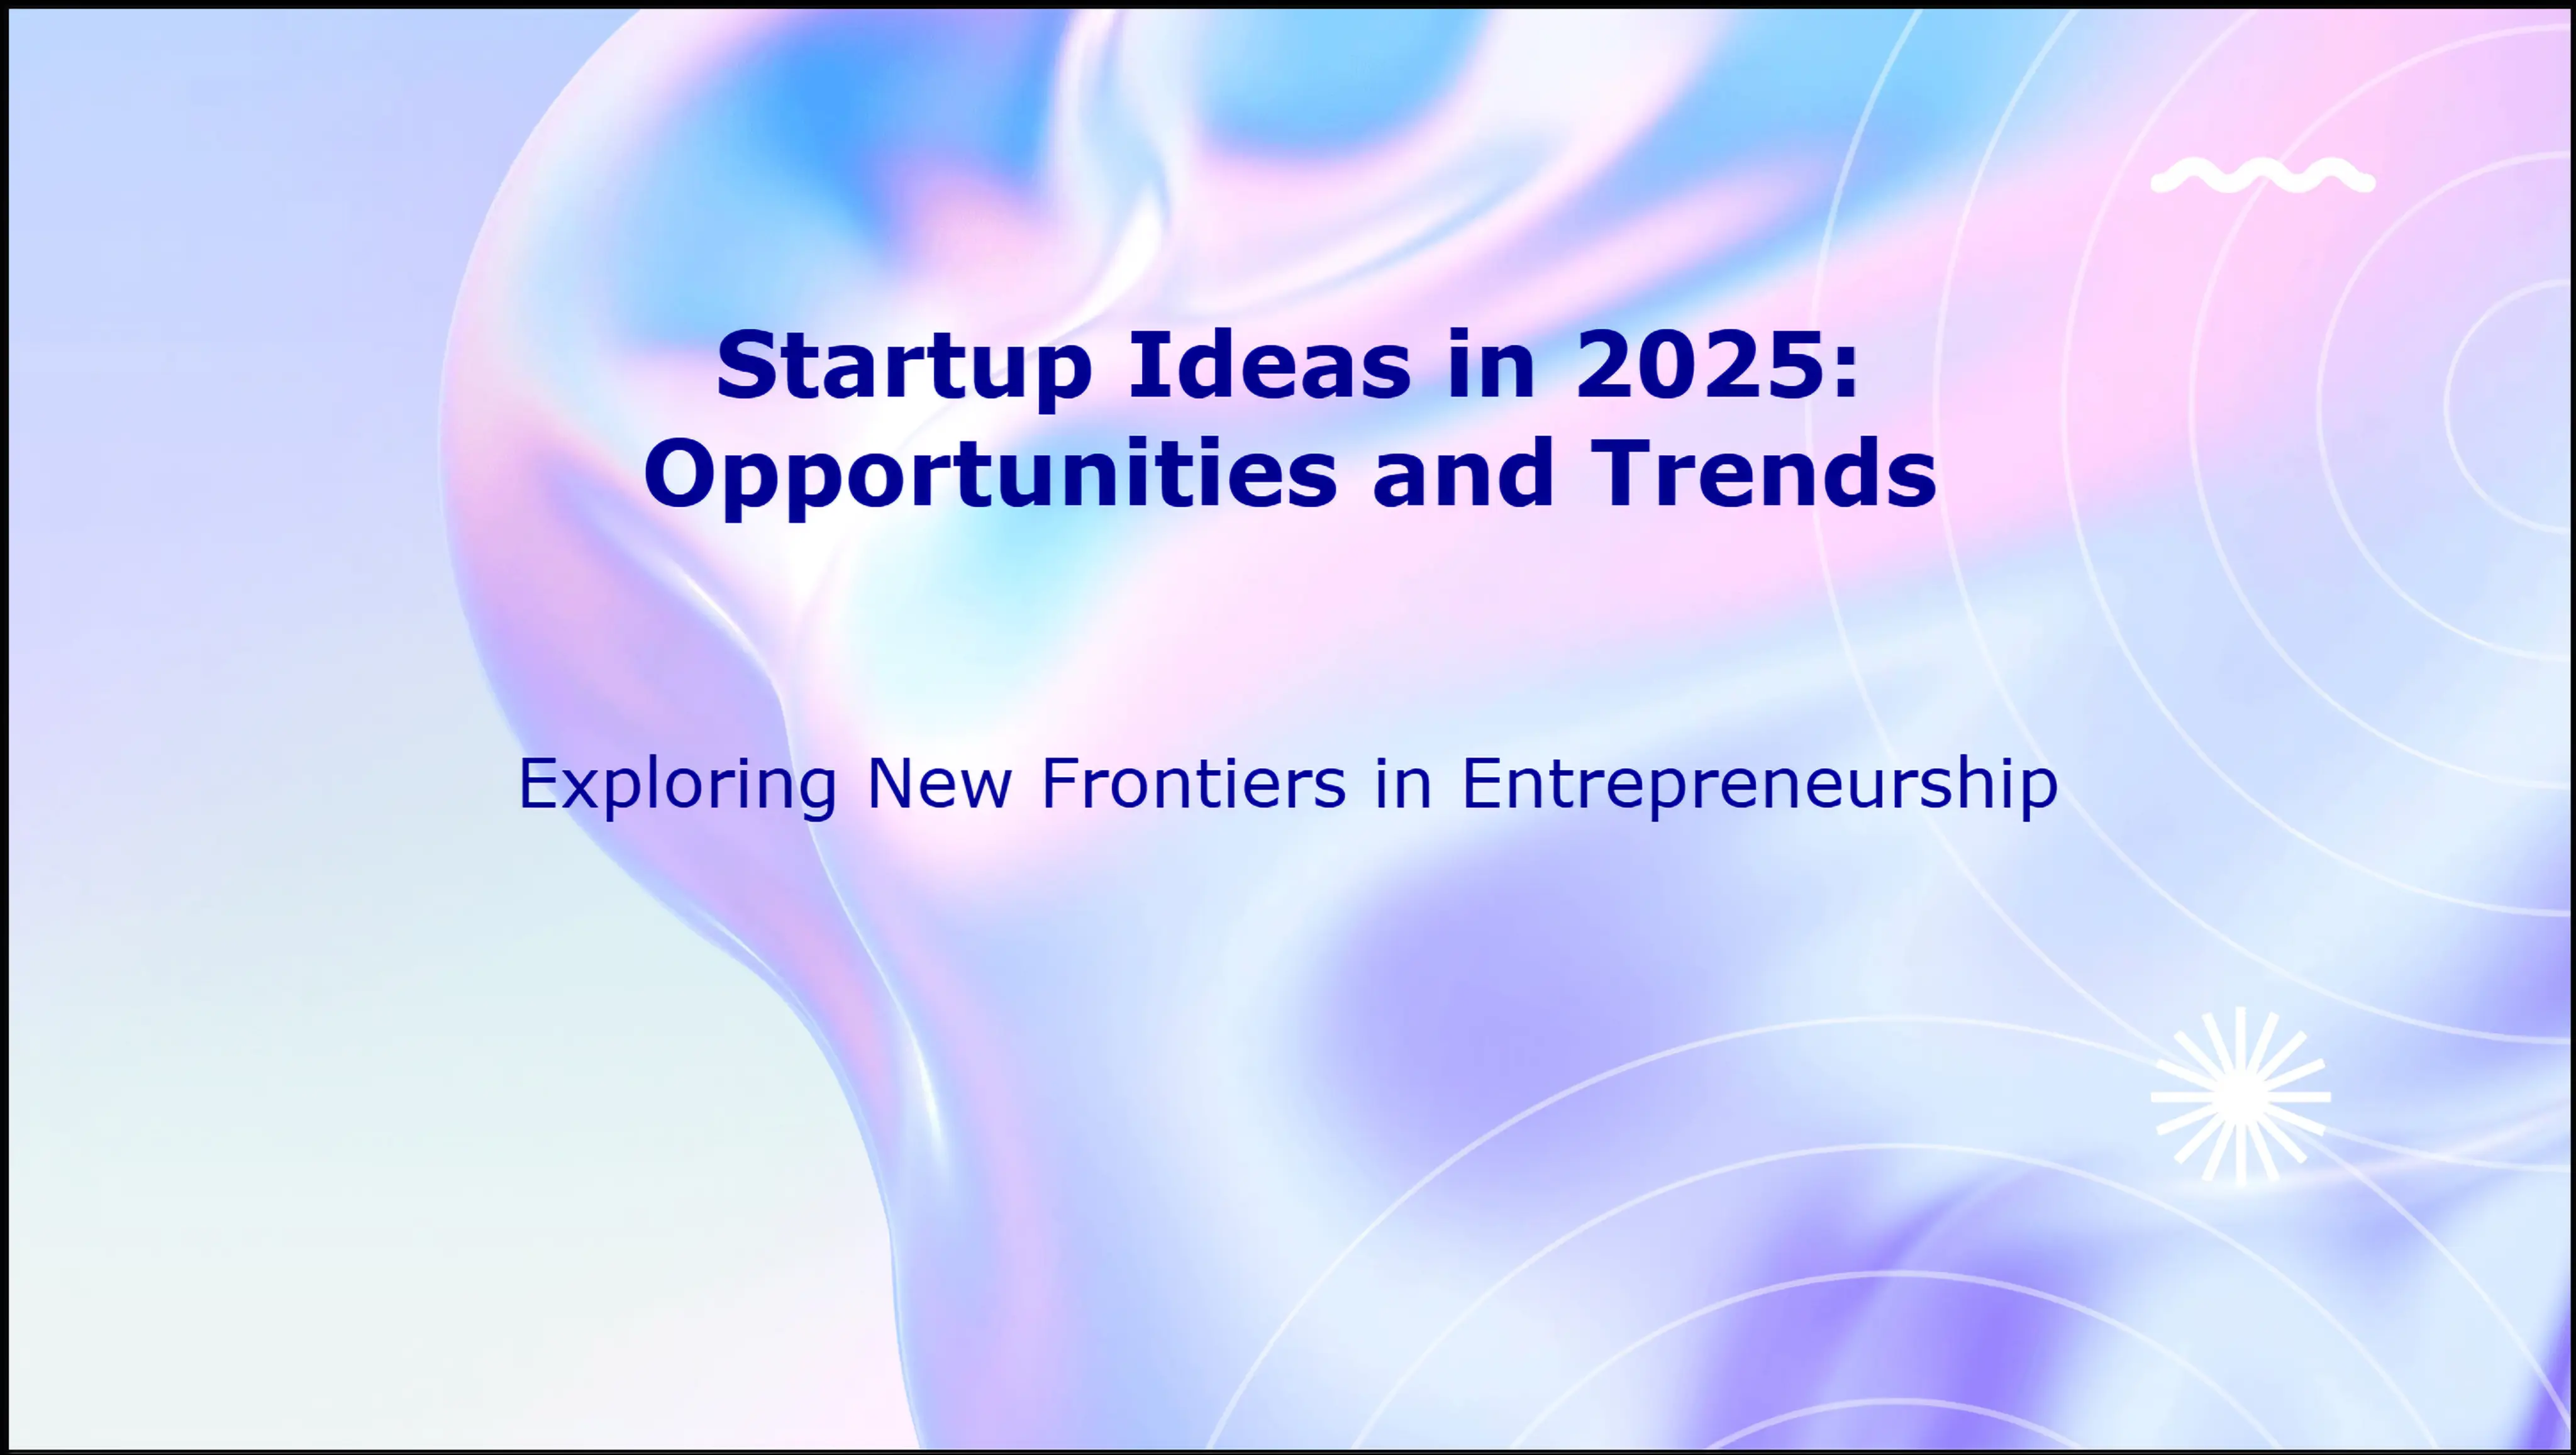 Startup Ideas in 2025:
Opportunities and Trends
Exploring New Frontiers in Entrepreneurship